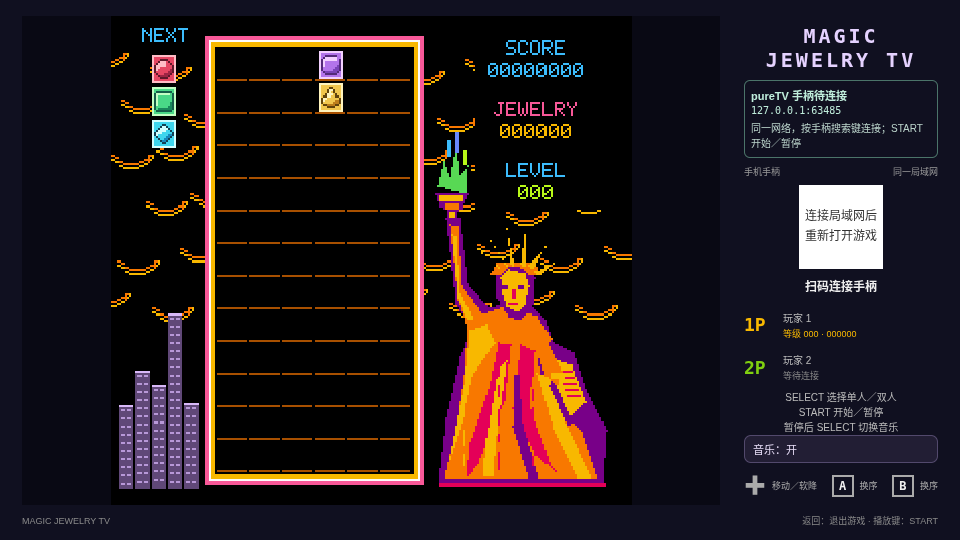 NEXT
SCORE
00000000
JEWELRY
000000
LEVEL
000
MAGIC
JEWELRY TV
pureTV 手柄待连接
127.0.0.1:63485
同一网络，按手柄搜索键连接；START
开始／暂停
手机手柄
同一局域网
连接局域网后
重新打开游戏
扫码连接手柄
1P
玩家 1
等级 000 · 000000
2P
玩家 2
等待连接
SELECT 选择单人／双人
START 开始／暂停
暂停后 SELECT 切换音乐
音乐：开
移动／软降
A
换序
B
换序
MAGIC JEWELRY TV
返回：退出游戏 · 播放键：START